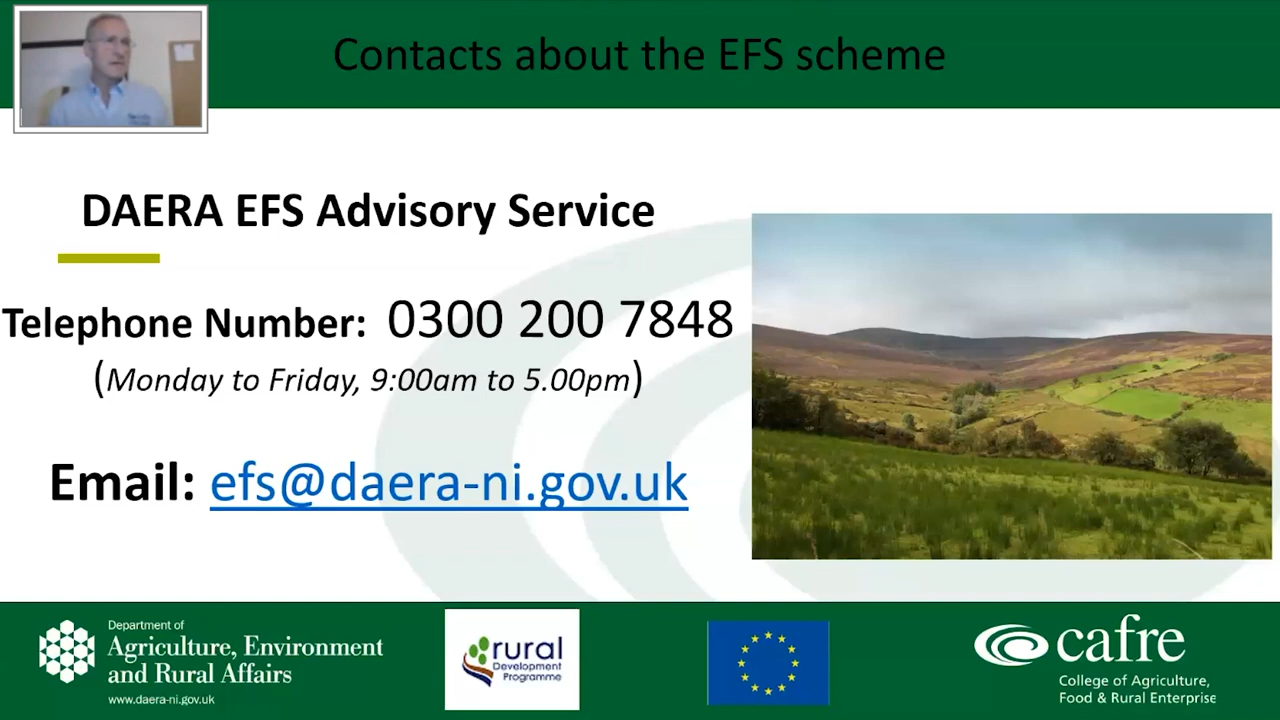 Contacts about the EFS scheme
DAERA EFS Advisory Service
Telephone Number: 0300 200 7848
(Monday to Friday, 9:00am to 5.00pm)
Email: efs@daera-ni.gov.uk
Department of
Agriculture, Environment
and Rural Affairs
www.daera-ni.gov.uk
rural
Development
Programme
cafre
College of Agriculture,
Food & Rural Enterprise